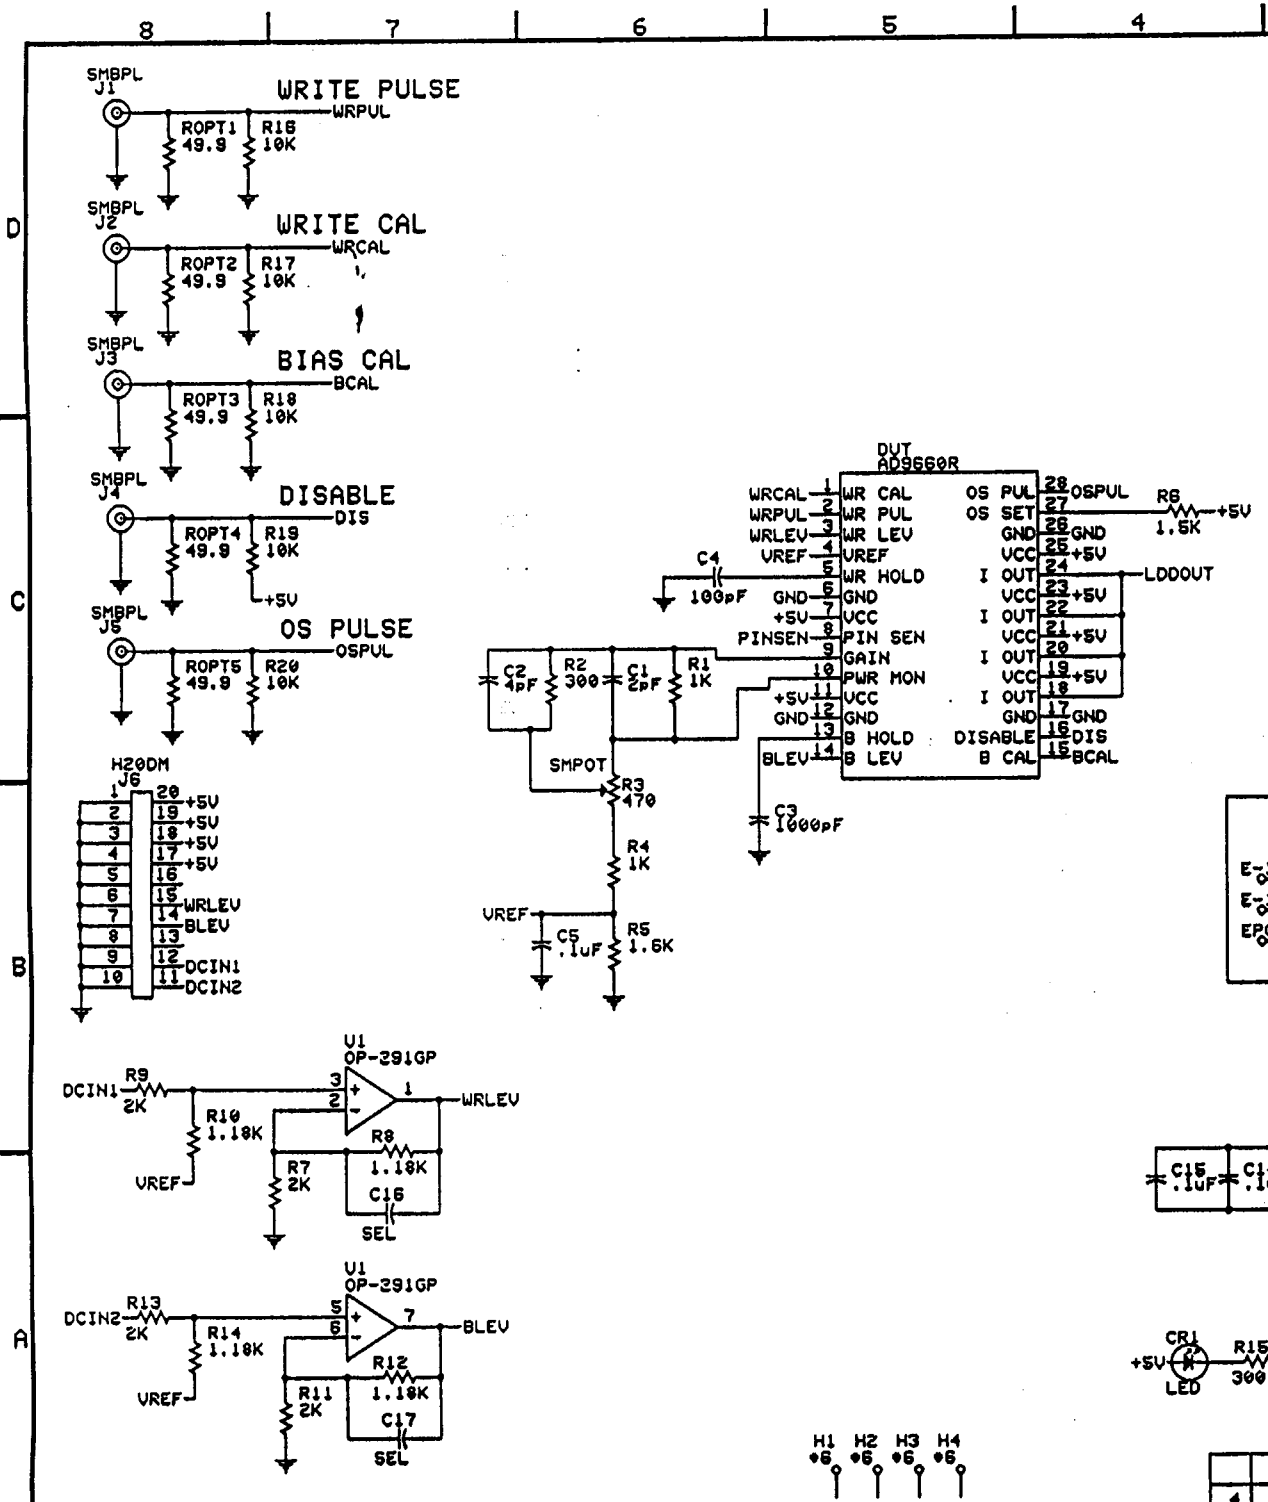 8 7 6 5 4
D
C
B
A
SMBPL
J1
WRITE PULSE
WRPUL
ROPT1
49.9
R16
10K
SMBPL
J2
WRITE CAL
WRCAL
ROPT2
49.9
R17
10K
SMBPL
J3
BIAS CAL
BCAL
ROPT3
49.9
R18
10K
SMBPL
J4
DISABLE
DIS
ROPT4
49.9
R19
10K
+5V
SMBPL
J5
OS PULSE
OSPUL
ROPT5
49.9
R20
10K
H20DM
J6
1 20 +5V
2 19 +5V
3 18 +5V
4 17 +5V
5 16
6 15 WRLEV
7 14 BLEV
8 13
9 12 DCIN1
10 11 DCIN2
DUT
AD9660R
WRCAL 1 WR CAL
WRPUL 2 WR PUL
WRLEV 3 WR LEV
VREF 4 VREF
5 WR HOLD
GND 6 GND
+5V 7 VCC
PINSEN 8 PIN SEN
9 GAIN
10 PWR MON
+5V 11 VCC
GND 12 GND
13 B HOLD
BLEV 14 B LEV
OS PUL 28 OSPUL
OS SET 27
GND 26 GND
VCC 25 +5V
I OUT 24 LDDOUT
VCC 23 +5V
I OUT 22
VCC 21 +5V
I OUT 20
VCC 19 +5V
I OUT 18
GND 17 GND
DISABLE 16 DIS
B CAL 15 BCAL
R6
1.5K
+5V
C4
100pF
C2
4pF
R2
300
C1
2pF
R1
1K
SMPOT
R3
470
C3
1000pF
R4
1K
VREF
C5
.1uF
R5
1.6K
V1
OP-291GP
DCIN1
R9
2K
3 +
2 -
1
WRLEV
R10
1.18K
VREF
R8
1.18K
R7
2K
C16
SEL
V1
OP-291GP
DCIN2
R13
2K
5 +
6 -
7
BLEV
R14
1.18K
VREF
R12
1.18K
R11
2K
C17
SEL
C15
.1uF
CR1
+5V
LED
R15
300
H1 H2 H3 H4